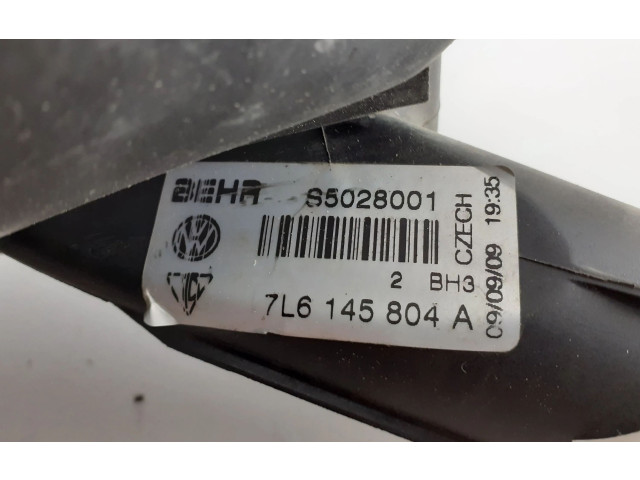 BEHR S5028001
2 BH3
7L6 145 804 A
CZECH
09/09/09 19:35